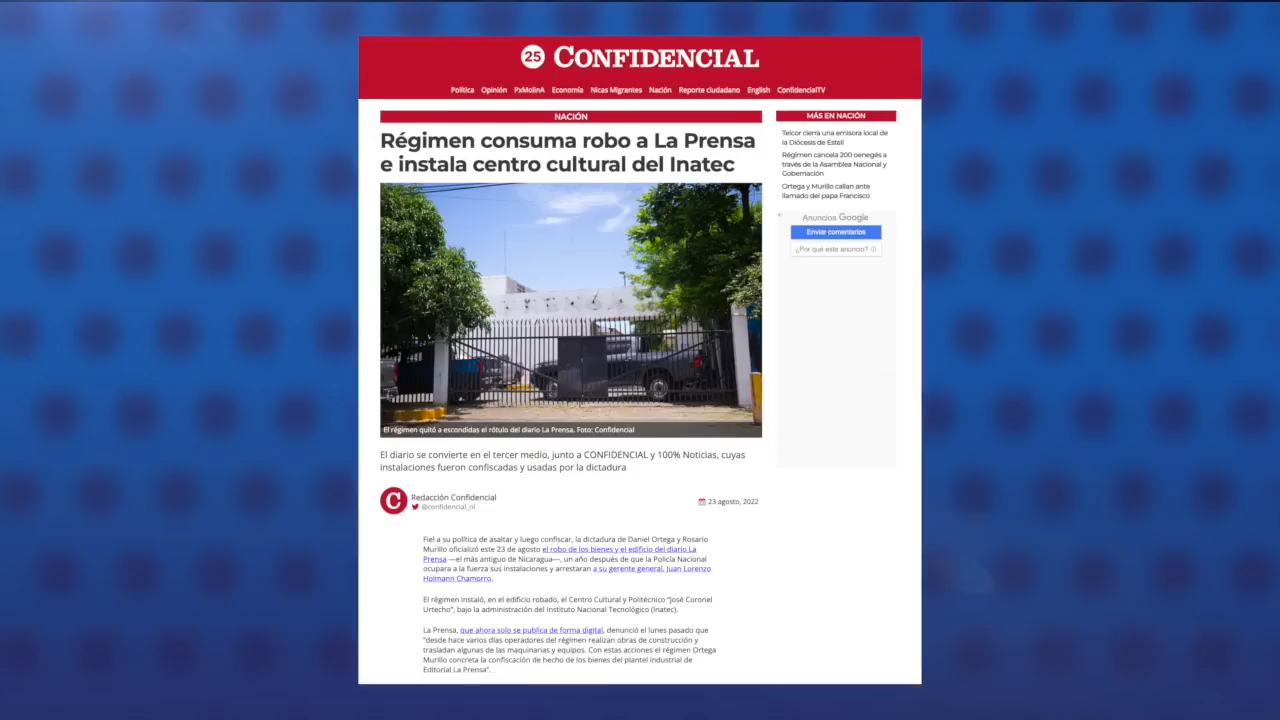 25 CONFIDENCIAL
Política Opinión PxMolinA Economía Nicas Migrantes Nación Reporte ciudadano English ConfidencialTV
NACIÓN
Régimen consuma robo a La Prensa
e instala centro cultural del Inatec
El régimen quitó a escondidas el rótulo del diario La Prensa. Foto: Confidencial
El diario se convierte en el tercer medio, junto a CONFIDENCIAL y 100% Noticias, cuyas
instalaciones fueron confiscadas y usadas por la dictadura
C
Redacción Confidencial
@confidencial_ni
23 agosto, 2022
Fiel a su política de asaltar y luego confiscar, la dictadura de Daniel Ortega y Rosario
Murillo oficializó este 23 de agosto el robo de los bienes y el edificio del diario La
Prensa —el más antiguo de Nicaragua—, un año después de que la Policía Nacional
ocupara a la fuerza sus instalaciones y arrestaran a su gerente general, Juan Lorenzo
Holmann Chamorro.
El régimen instaló, en el edificio robado, el Centro Cultural y Politécnico “José Coronel
Urtecho”, bajo la administración del Instituto Nacional Tecnológico (Inatec).
La Prensa, que ahora solo se publica de forma digital, denunció el lunes pasado que
“desde hace varios días operadores del régimen realizan obras de construcción y
trasladan algunas de las maquinarias y equipos. Con estas acciones el régimen Ortega
Murillo concreta la confiscación de hecho de los bienes del plantel industrial de
Editorial La Prensa”.
MÁS EN NACIÓN
Telcor cierra una emisora local de
la Diócesis de Estelí
Régimen cancela 200 oenegés a
través de la Asamblea Nacional y
Gobernación
Ortega y Murillo callan ante
llamado del papa Francisco
Anuncios Google
Enviar comentarios
¿Por qué este anuncio?